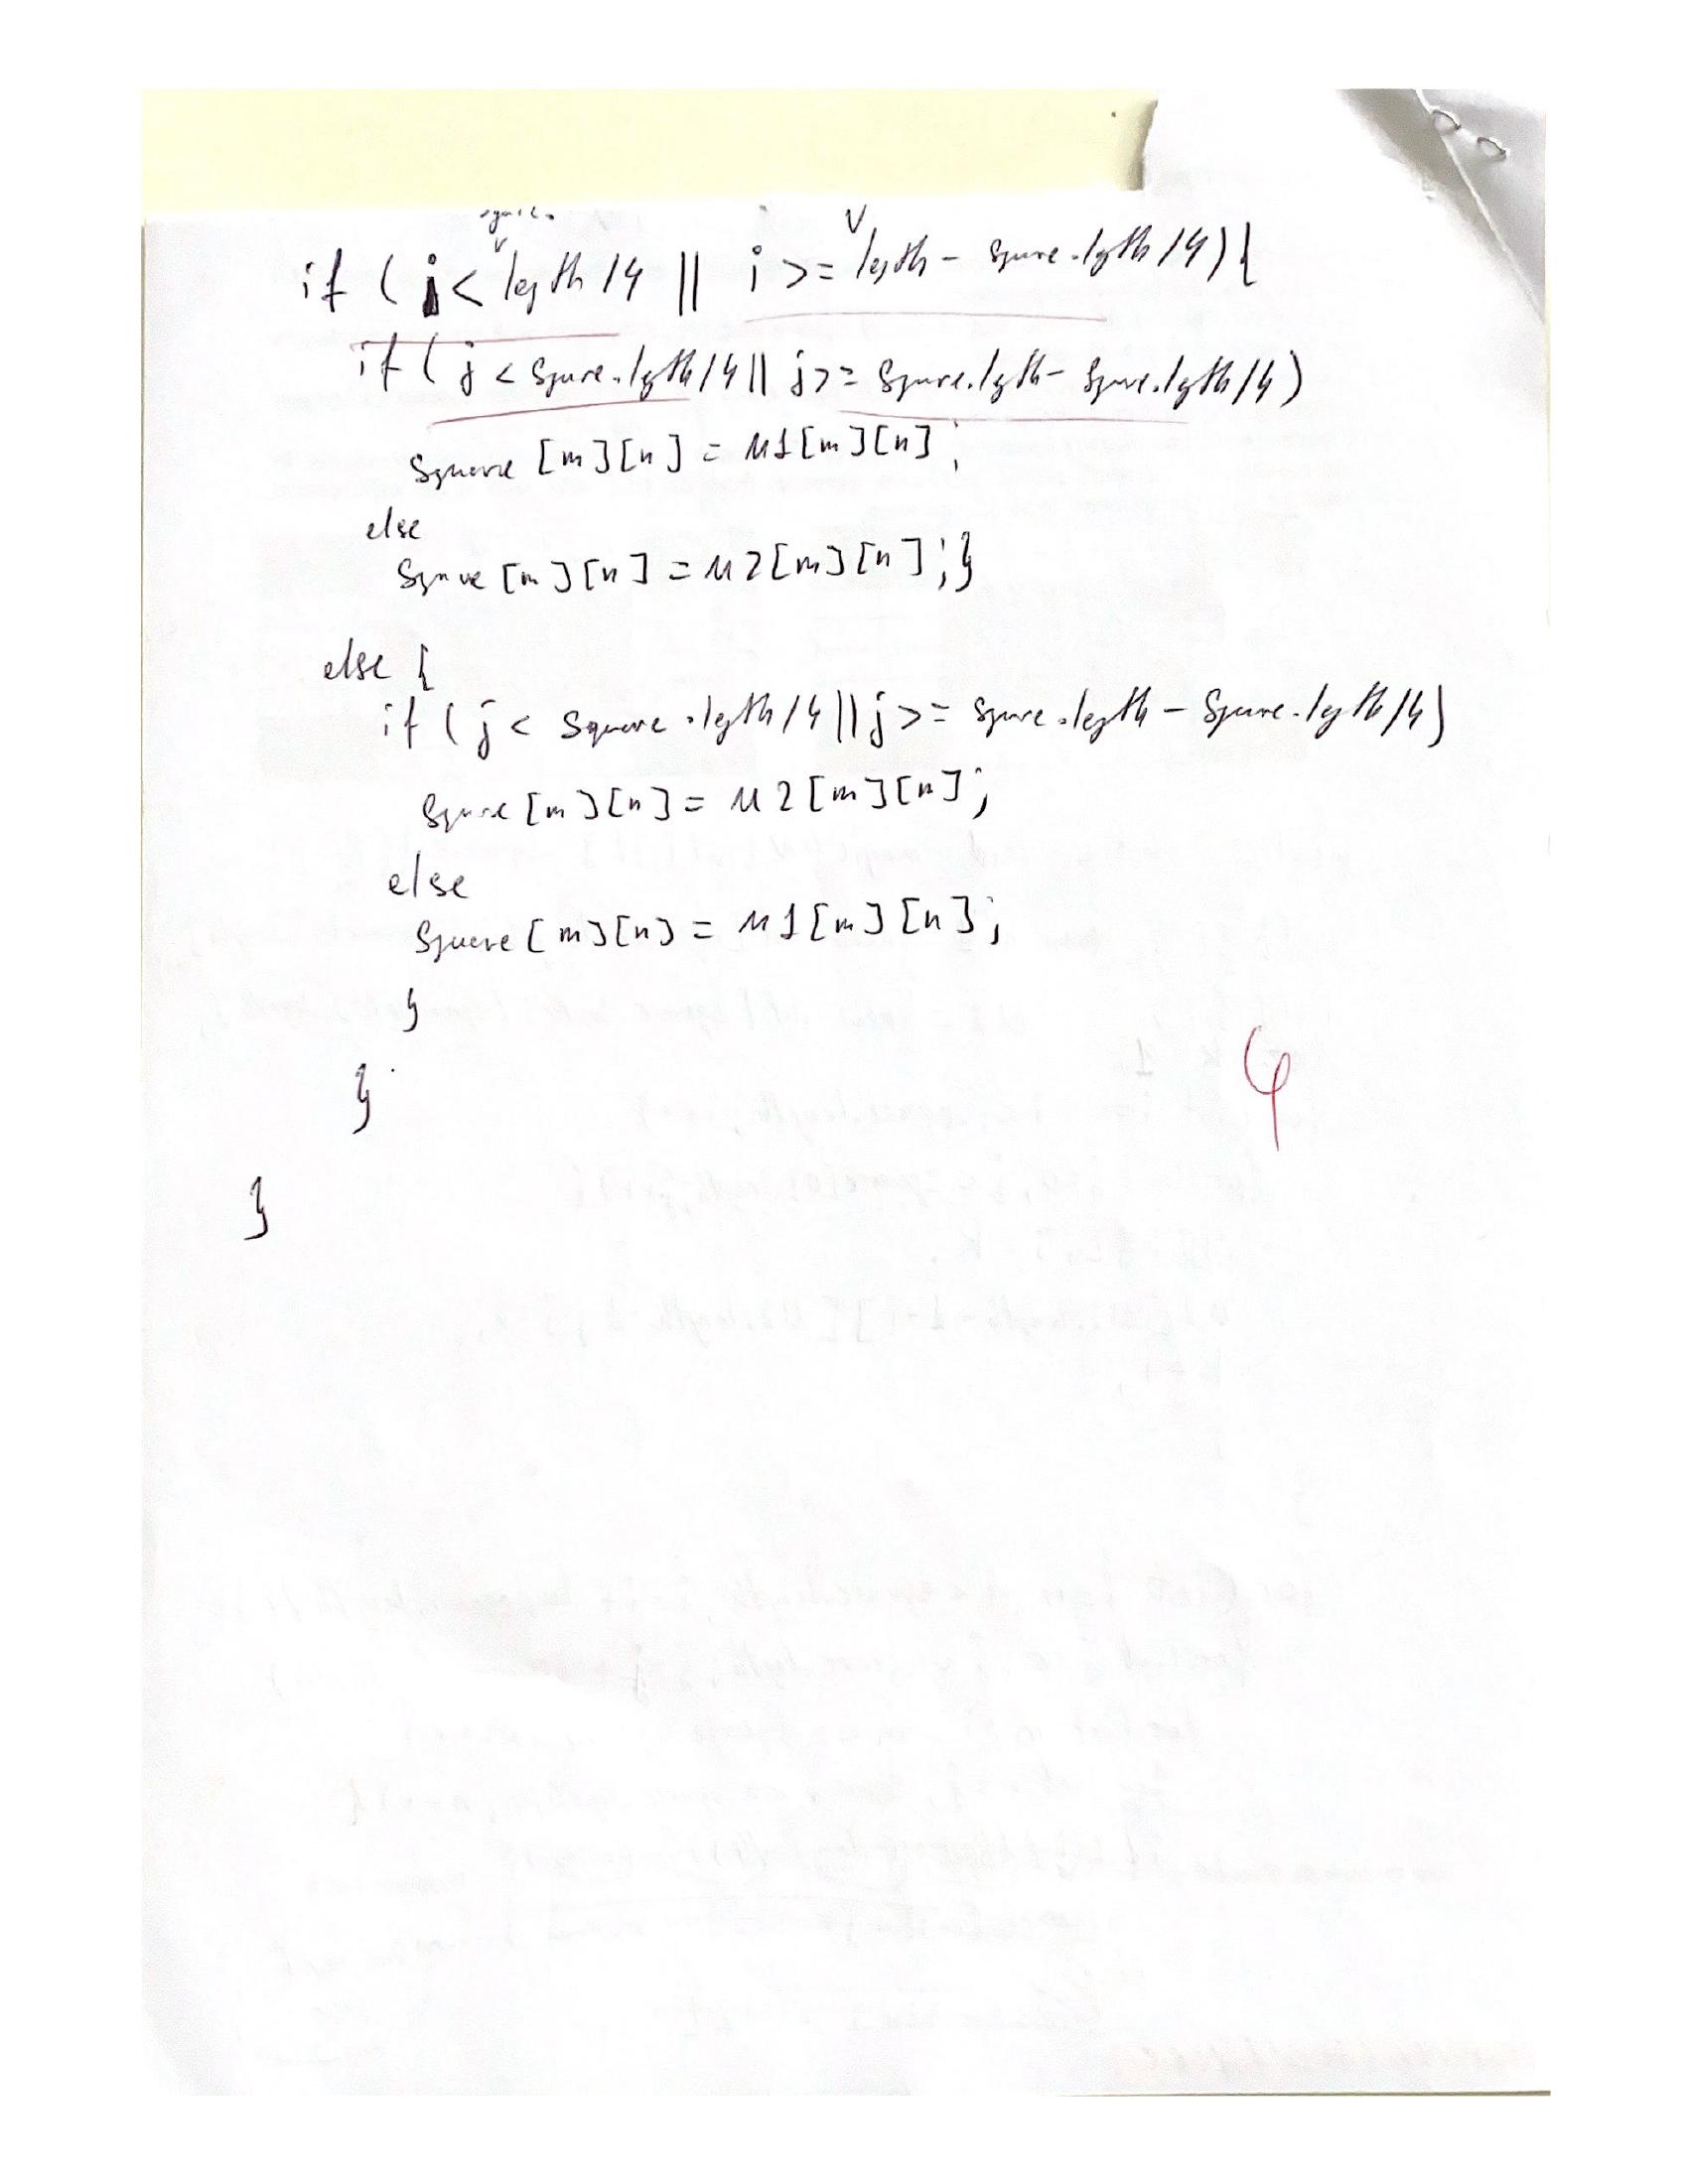 square.
if ( i < length / 4 || i >= length - square.length / 4) {
if ( j < square.length / 4 || j >= square.length - square.length / 4 )
square [m][n] = M1[m][n];
else
square [m][n] = M2[m][n];}
else {
if ( j < square.length / 4 || j >= square.length - square.length / 4)
square [m][n] = M2[m][n];
else
square [m][n] = M1[m][n];
}
}
}
4